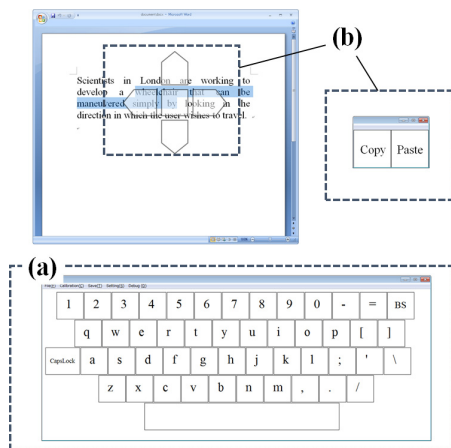 Document1 - Microsoft Word
(b)
Scientists in London are working to
develop a wheelchair that can be
maneuvered simply by looking in the
direction in which the user wishes to travel.
Copy Paste
(a)
File(F) Calibration(C) Save(T) Setting(S) Debug (D)
1 2 3 4 5 6 7 8 9 0 - = BS
q w e r t y u i o p [ ]
CapsLock a s d f g h j k l ; ' \
z x c v b n m , . /